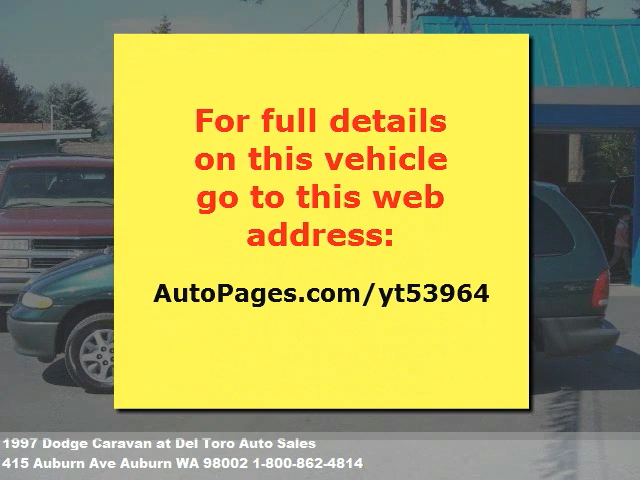 For full details
on this vehicle
go to this web
address:
AutoPages.com/yt53964
1997 Dodge Caravan at Del Toro Auto Sales
415 Auburn Ave Auburn WA 98002 1-800-862-4814